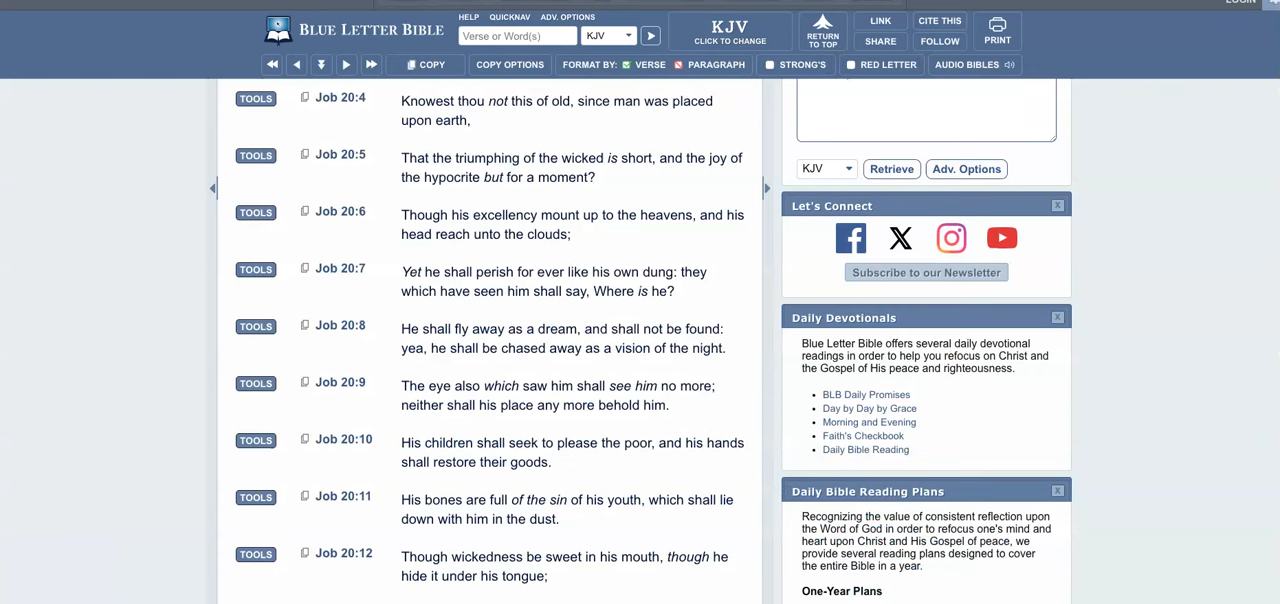 LOGIN
BLUE LETTER BIBLE
HELP QUICKNAV ADV. OPTIONS
Verse or Word(s) KJV
KJV
CLICK TO CHANGE
RETURN
TO TOP
LINK
SHARE
CITE THIS
FOLLOW
PRINT
COPY COPY OPTIONS FORMAT BY: VERSE PARAGRAPH STRONG'S RED LETTER AUDIO BIBLES
TOOLS Job 20:4 Knowest thou not this of old, since man was placed
upon earth,
TOOLS Job 20:5 That the triumphing of the wicked is short, and the joy of
the hypocrite but for a moment?
TOOLS Job 20:6 Though his excellency mount up to the heavens, and his
head reach unto the clouds;
TOOLS Job 20:7 Yet he shall perish for ever like his own dung: they
which have seen him shall say, Where is he?
TOOLS Job 20:8 He shall fly away as a dream, and shall not be found:
yea, he shall be chased away as a vision of the night.
TOOLS Job 20:9 The eye also which saw him shall see him no more;
neither shall his place any more behold him.
TOOLS Job 20:10 His children shall seek to please the poor, and his hands
shall restore their goods.
TOOLS Job 20:11 His bones are full of the sin of his youth, which shall lie
down with him in the dust.
TOOLS Job 20:12 Though wickedness be sweet in his mouth, though he
hide it under his tongue;
KJV Retrieve Adv. Options
Let's Connect X
Subscribe to our Newsletter
Daily Devotionals X
Blue Letter Bible offers several daily devotional
readings in order to help you refocus on Christ and
the Gospel of His peace and righteousness.
• BLB Daily Promises
• Day by Day by Grace
• Morning and Evening
• Faith's Checkbook
• Daily Bible Reading
Daily Bible Reading Plans X
Recognizing the value of consistent reflection upon
the Word of God in order to refocus one's mind and
heart upon Christ and His Gospel of peace, we
provide several reading plans designed to cover
the entire Bible in a year.
One-Year Plans